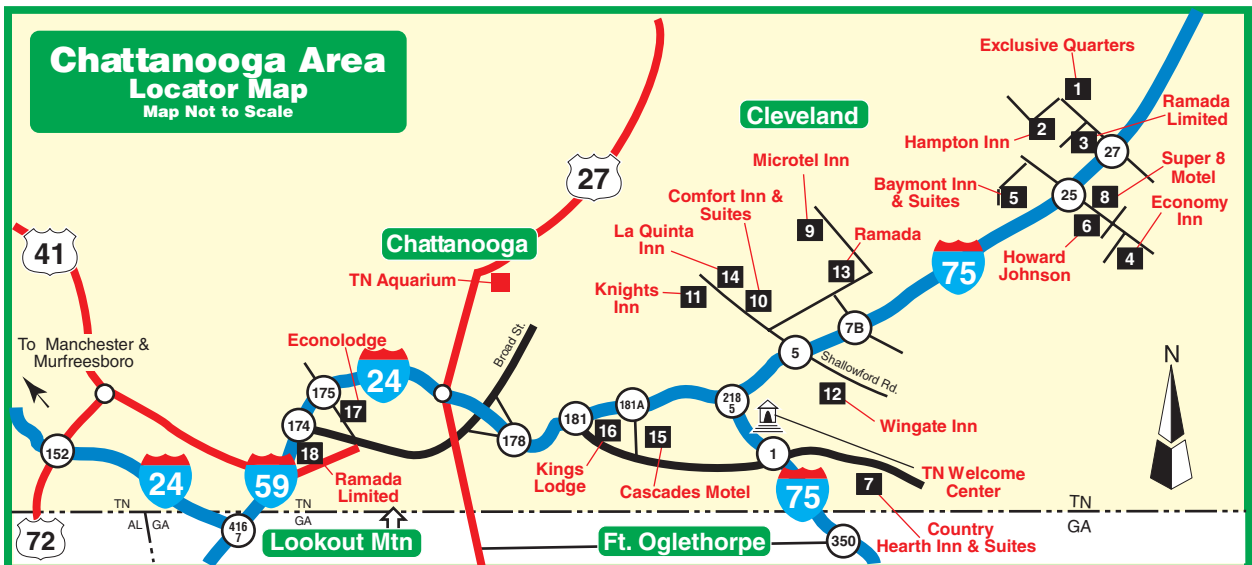 Chattanooga Area
Locator Map
Map Not to Scale
Exclusive Quarters
1
Ramada
Limited
Cleveland
2
Hampton Inn
3
27
Microtel Inn
Super 8
Motel
27
Baymont Inn
& Suites
5
25
8
Comfort Inn &
Suites
Economy
Inn
9
6
41
Chattanooga
La Quinta
Inn
Ramada
Howard
Johnson
4
TN Aquarium
14
13
75
Knights
Inn
11
10
7B
To Manchester &
Murfreesboro
Econolodge
Broad St.
5
Shallowford Rd.
N
24
175
17
181A
218
5
12
174
181
16
15
Wingate Inn
178
152
18
1
Kings
Lodge
Cascades Motel
TN Welcome
Center
24
59
Ramada
Limited
75
7
TN
TN
TN
AL
GA
GA
GA
72
416
7
Lookout Mtn
Ft. Oglethorpe
350
Country
Hearth Inn & Suites